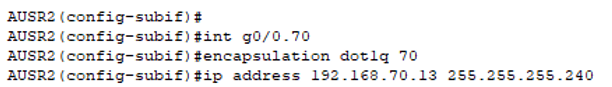 AUSR2(config-subif)#
AUSR2(config-subif)#int g0/0.70
AUSR2(config-subif)#encapsulation dot1q 70
AUSR2(config-subif)#ip address 192.168.70.13 255.255.255.240